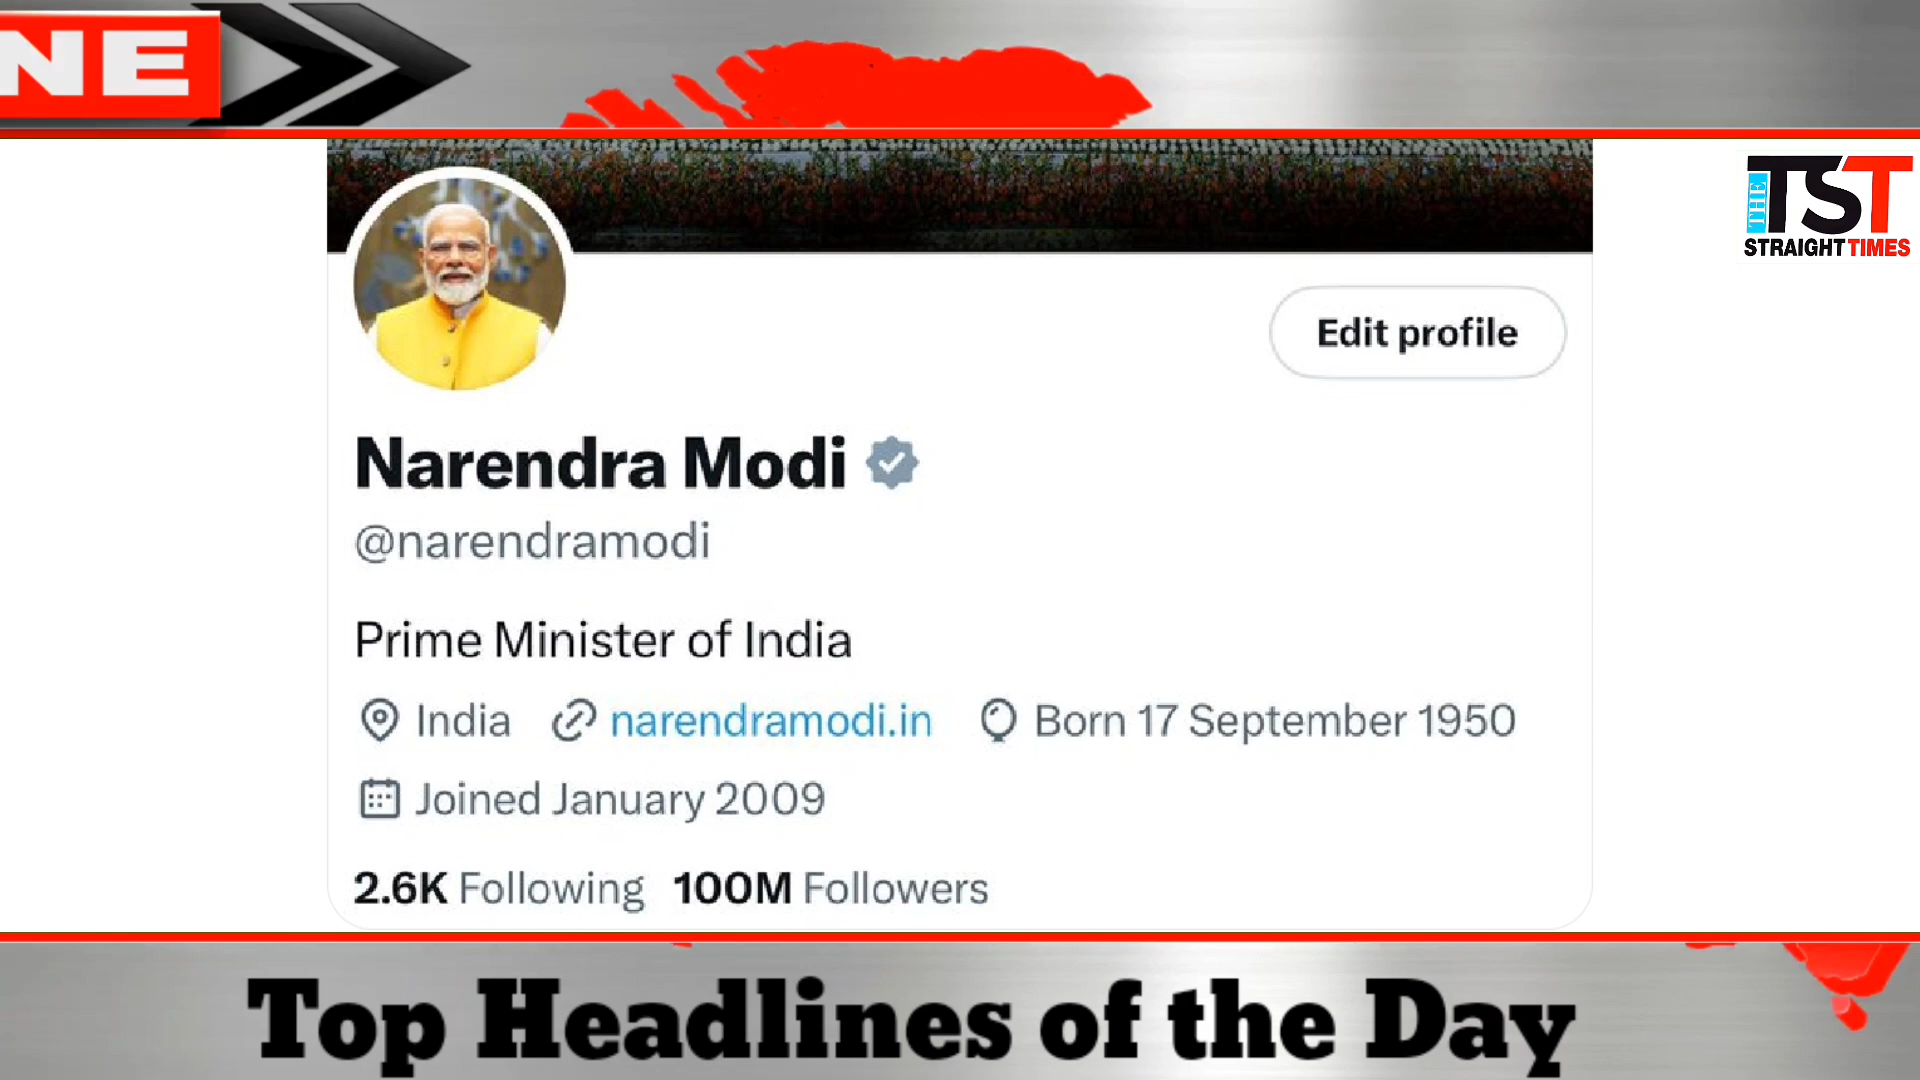 NE
THE
TST
STRAIGHT TIMES
Edit profile
Narendra Modi
@narendramodi
Prime Minister of India
India narendramodi.in Born 17 September 1950
Joined January 2009
2.6K Following 100M Followers
Top Headlines of the Day